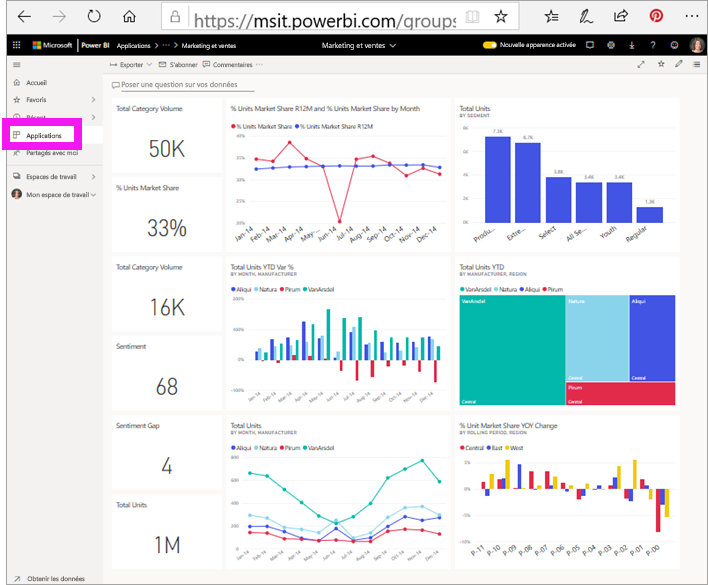 https://msit.powerbi.com/groups
Microsoft Power BI Applications > ··· > Marketing et ventes
Marketing et ventes
Nouvelle apparence activée
Exporter S'abonner Commentaires ···
Accueil
Favoris
Récent
Applications
Partagés avec moi
Espaces de travail
Mon espace de travail
Obtenir les données
Poser une question sur vos données
Total Category Volume
50K
% Units Market Share
33%
Total Category Volume
16K
Sentiment
68
Sentiment Gap
4
Total Units
1M
% Units Market Share R12M and % Units Market Share by Month
% Units Market Share % Units Market Share R12M
40%
35%
30%
25%
20%
Jan-14 Feb-14 Mar-14 Apr-14 May-... Jun-14 Jul-14 Aug-14 Sep-14 Oct-14 Nov-14 Dec-14
Total Units
BY SEGMENT
8K
6K
4K
2K
0K
7.3K 6.7K 3.8K 3.4K 3.4K 1.3K
Produ... Extre... Select All Se... Youth Regular
Total Units YTD Var %
BY MONTH, MANUFACTURER
Aliqui Natura Pirum VanArsdel
200%
100%
0%
-100%
Jan-14 Feb-14 Mar-14 Apr-14 May-14 Jun-14 Jul-14 Aug-14 Sep-14 Oct-14 Nov-14 Dec-14
Total Units YTD
BY MANUFACTURER, REGION
VanArsdel Natura Aliqui Pirum
VanArsdel
Central
Natura
Central
Aliqui
Central
Pirum
Central
Total Units
BY MONTH, MANUFACTURER
Aliqui Natura Pirum VanArsdel
800
600
400
200
0
Jan-14 Feb-14 Mar-14 Apr-14 May-14 Jun-14 Jul-14 Aug-14 Sep-14 Oct-14 Nov-14 Dec-14
% Unit Market Share YOY Change
BY ROLLING PERIOD, REGION
Central East West
5%
0%
-5%
-10%
P-11 P-10 P-09 P-08 P-07 P-06 P-05 P-04 P-03 P-02 P-01 P-00